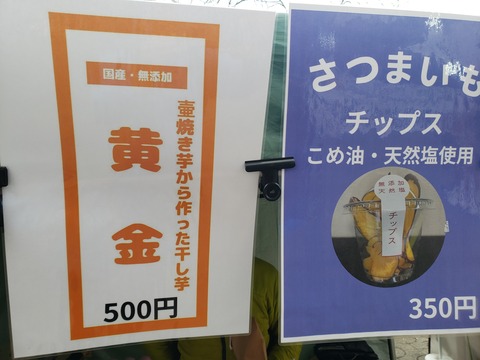 国産・無添加
壺焼き芋から作った干し芋
黄金
500円
さつまいも
チップス
こめ油・天然塩使用
無添加
天然塩
チップス
350円